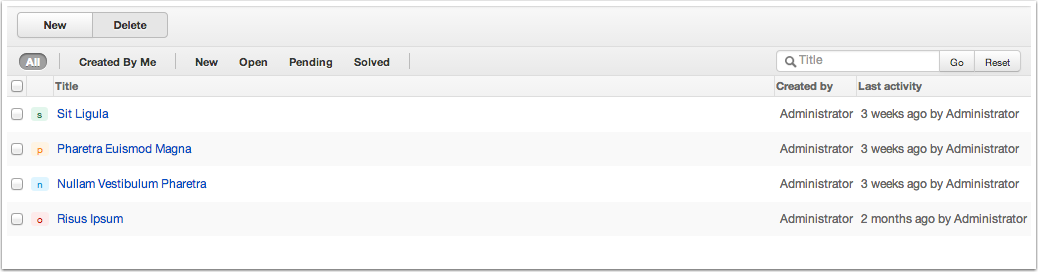 New Delete
All Created By Me New Open Pending Solved Title Go Reset
Title Created by Last activity
s Sit Ligula Administrator 3 weeks ago by Administrator
p Pharetra Euismod Magna Administrator 3 weeks ago by Administrator
n Nullam Vestibulum Pharetra Administrator 3 weeks ago by Administrator
o Risus Ipsum Administrator 2 months ago by Administrator